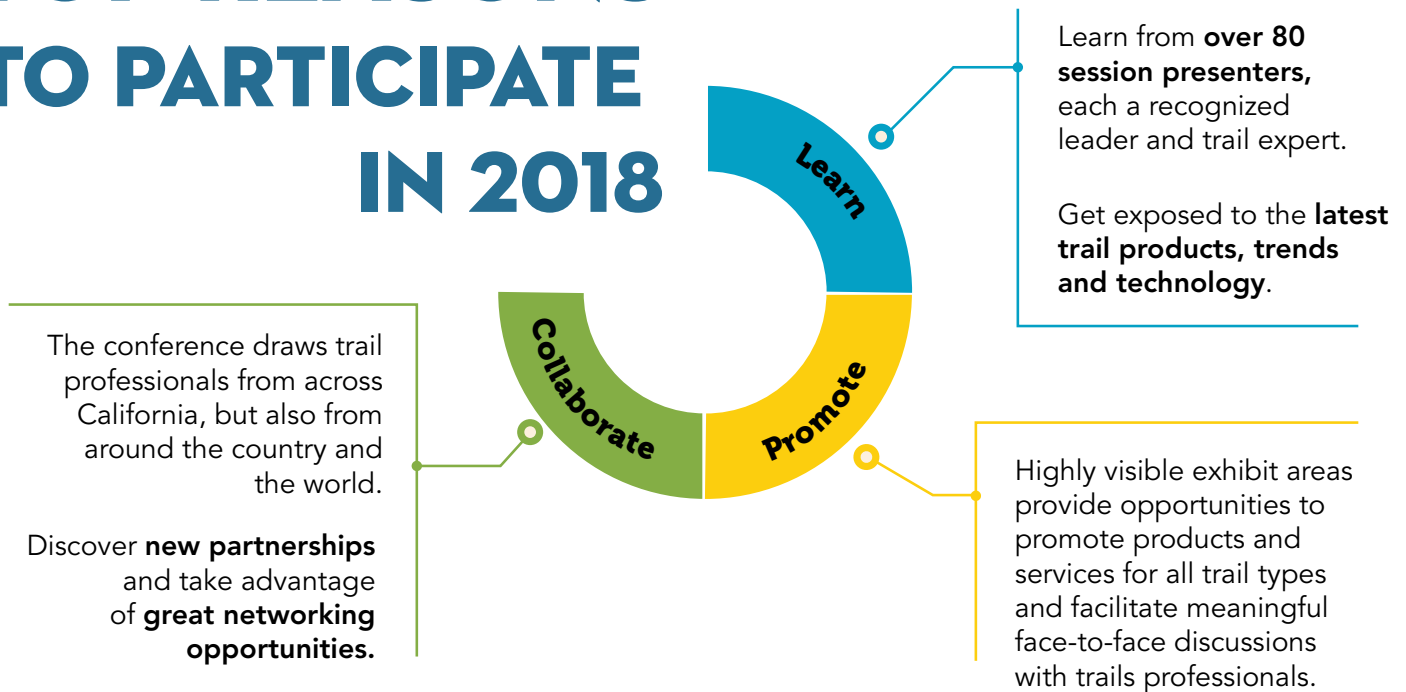 TO PARTICIPATE
IN 2018
Learn
Learn from over 80
session presenters,
each a recognized
leader and trail expert.
Get exposed to the latest
trail products, trends
and technology.
Collaborate
The conference draws trail
professionals from across
California, but also from
around the country and
the world.
Discover new partnerships
and take advantage
of great networking
opportunities.
Promote
Highly visible exhibit areas
provide opportunities to
promote products and
services for all trail types
and facilitate meaningful
face-to-face discussions
with trails professionals.